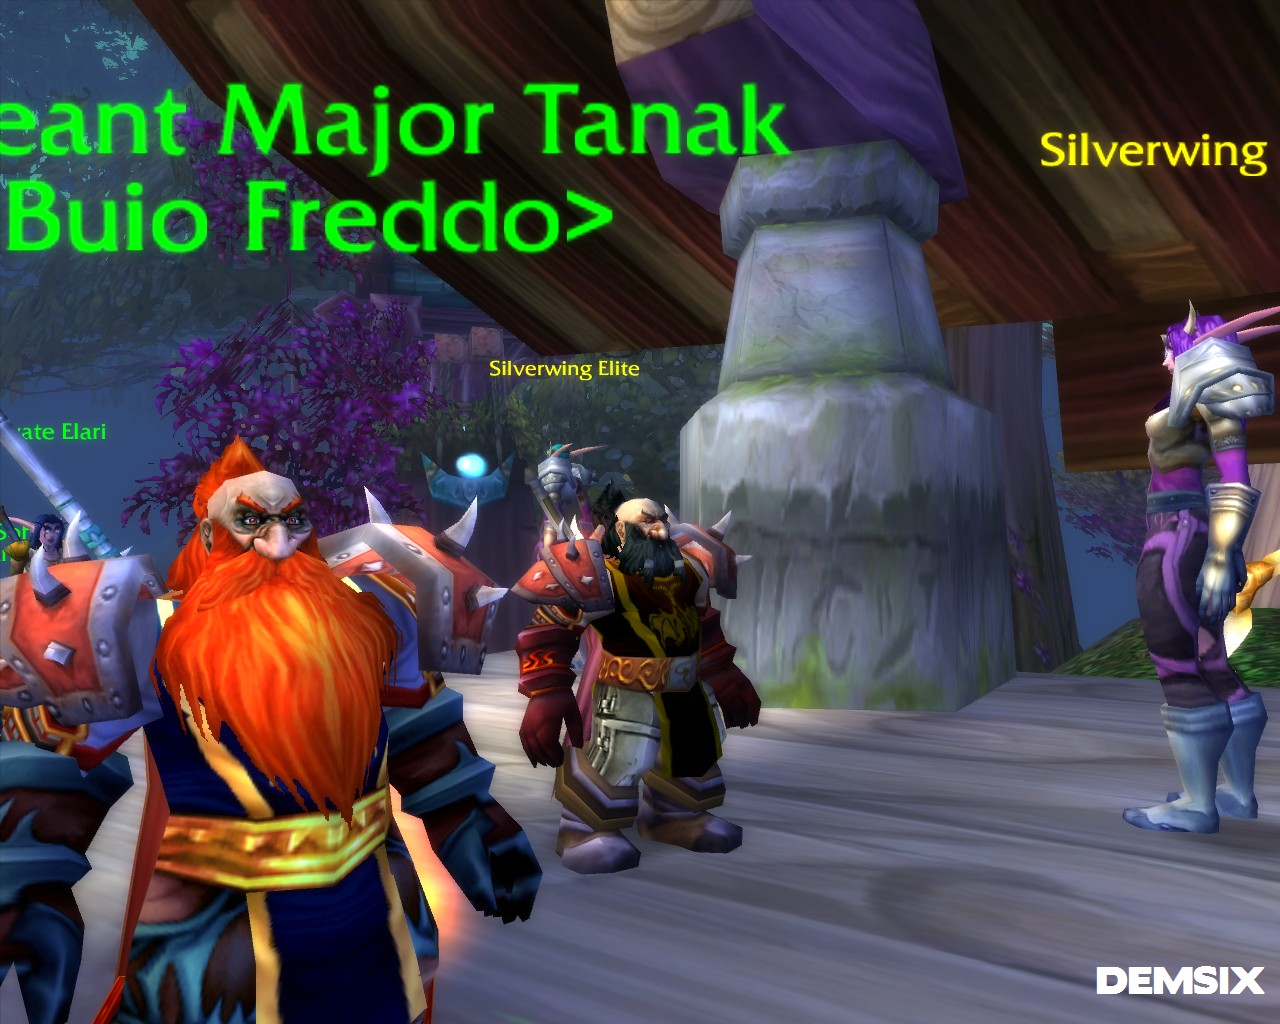 eant Major Tanak
Buio Freddo>
Silverwing
Silverwing Elite
ate Elari
DEMSIX